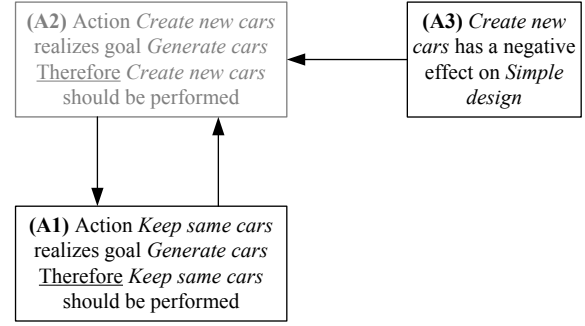 (A2) Action Create new cars
realizes goal Generate cars
Therefore Create new cars
should be performed
(A3) Create new
cars has a negative
effect on Simple
design
(A1) Action Keep same cars
realizes goal Generate cars
Therefore Keep same cars
should be performed